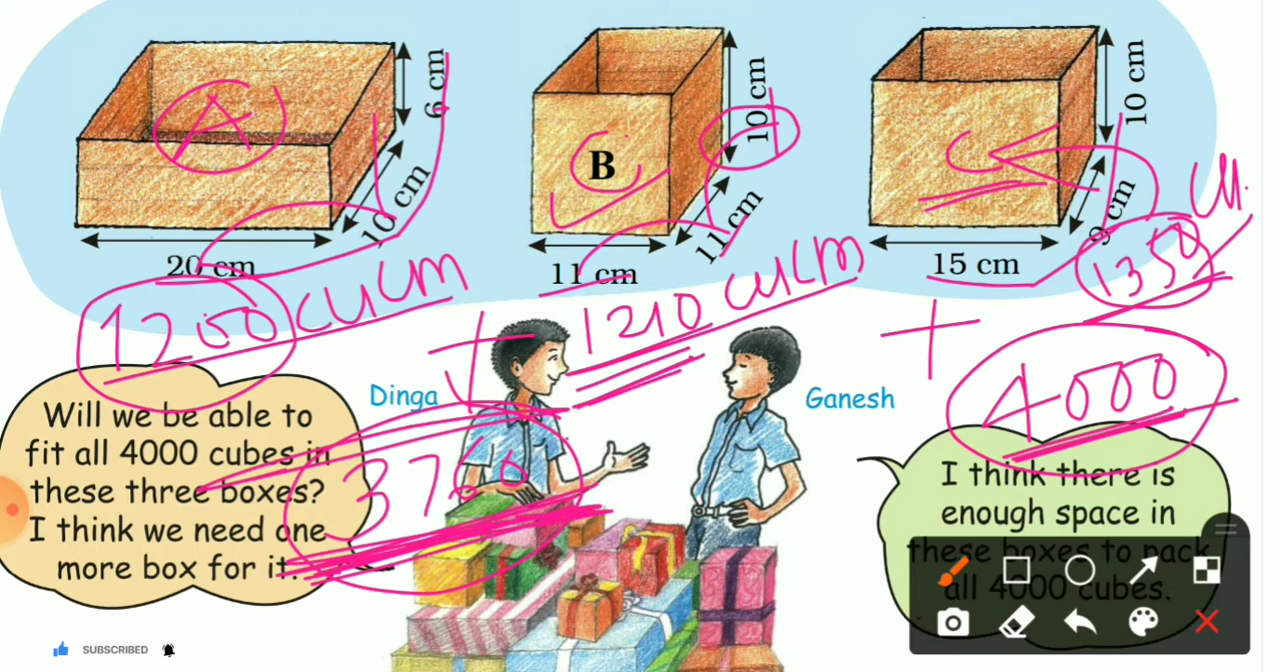 6 cm
10 cm
20 cm
A
10 cm
11 cm
11 cm
B
10 cm
9 cm
15 cm
C
1200 cu cm
+
1210 cu cm
+
1350 cu.
4000
3760
Dinga
Ganesh
Will we be able to
fit all 4000 cubes in
these three boxes?
I think we need one
more box for it.
I think there is
enough space in
these boxes to pack
all 4000 cubes.
SUBSCRIBED